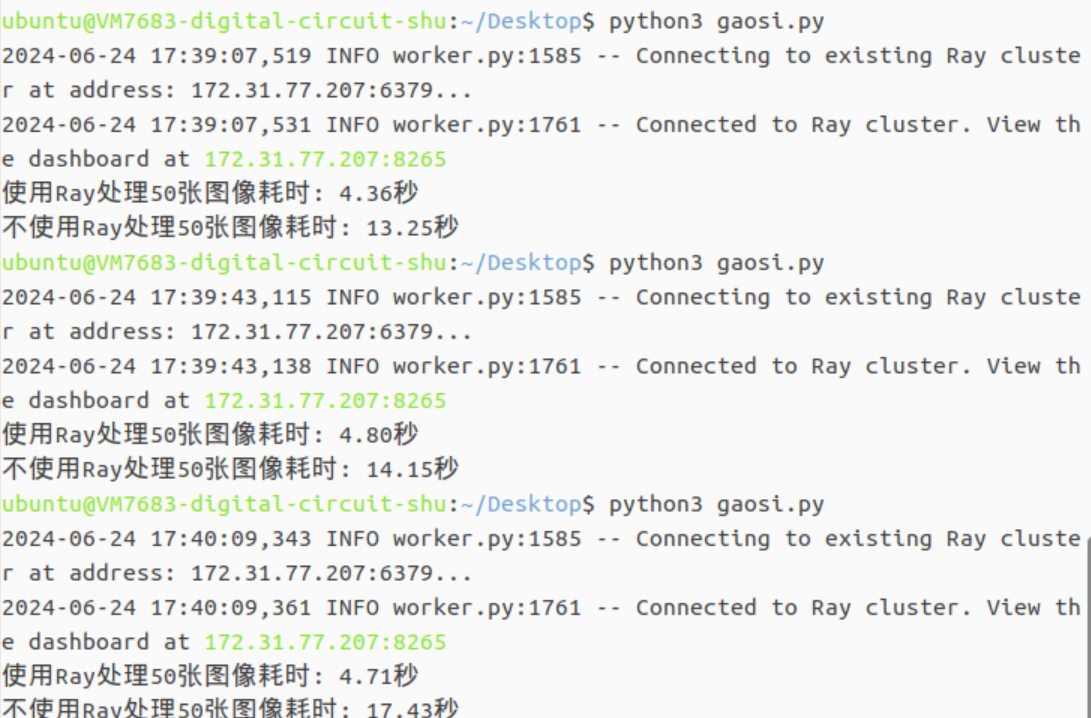 ubuntu@VM7683-digital-circuit-shu:~/Desktop$ python3 gaosi.py
2024-06-24 17:39:07,519 INFO worker.py:1585 -- Connecting to existing Ray cluste
r at address: 172.31.77.207:6379...
2024-06-24 17:39:07,531 INFO worker.py:1761 -- Connected to Ray cluster. View th
e dashboard at 172.31.77.207:8265
使用Ray处理50张图像耗时: 4.36秒
不使用Ray处理50张图像耗时: 13.25秒
ubuntu@VM7683-digital-circuit-shu:~/Desktop$ python3 gaosi.py
2024-06-24 17:39:43,115 INFO worker.py:1585 -- Connecting to existing Ray cluste
r at address: 172.31.77.207:6379...
2024-06-24 17:39:43,138 INFO worker.py:1761 -- Connected to Ray cluster. View th
e dashboard at 172.31.77.207:8265
使用Ray处理50张图像耗时: 4.80秒
不使用Ray处理50张图像耗时: 14.15秒
ubuntu@VM7683-digital-circuit-shu:~/Desktop$ python3 gaosi.py
2024-06-24 17:40:09,343 INFO worker.py:1585 -- Connecting to existing Ray cluste
r at address: 172.31.77.207:6379...
2024-06-24 17:40:09,361 INFO worker.py:1761 -- Connected to Ray cluster. View th
e dashboard at 172.31.77.207:8265
使用Ray处理50张图像耗时: 4.71秒
不使用Ray处理50张图像耗时: 17.43秒